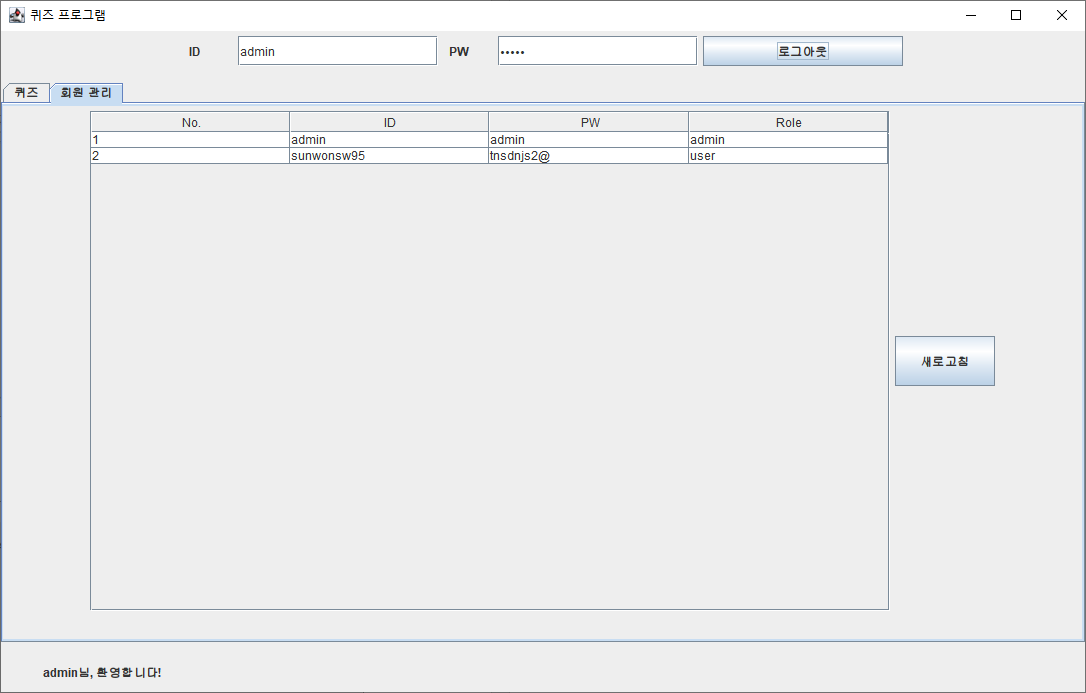 퀴즈 프로그램
ID admin PW ••••• 로그아웃
퀴즈 회원 관리
No. ID PW Role
1 admin admin admin
2 sunwonsw95 tnsdnjs2@ user
새로고침
admin님, 환영합니다!